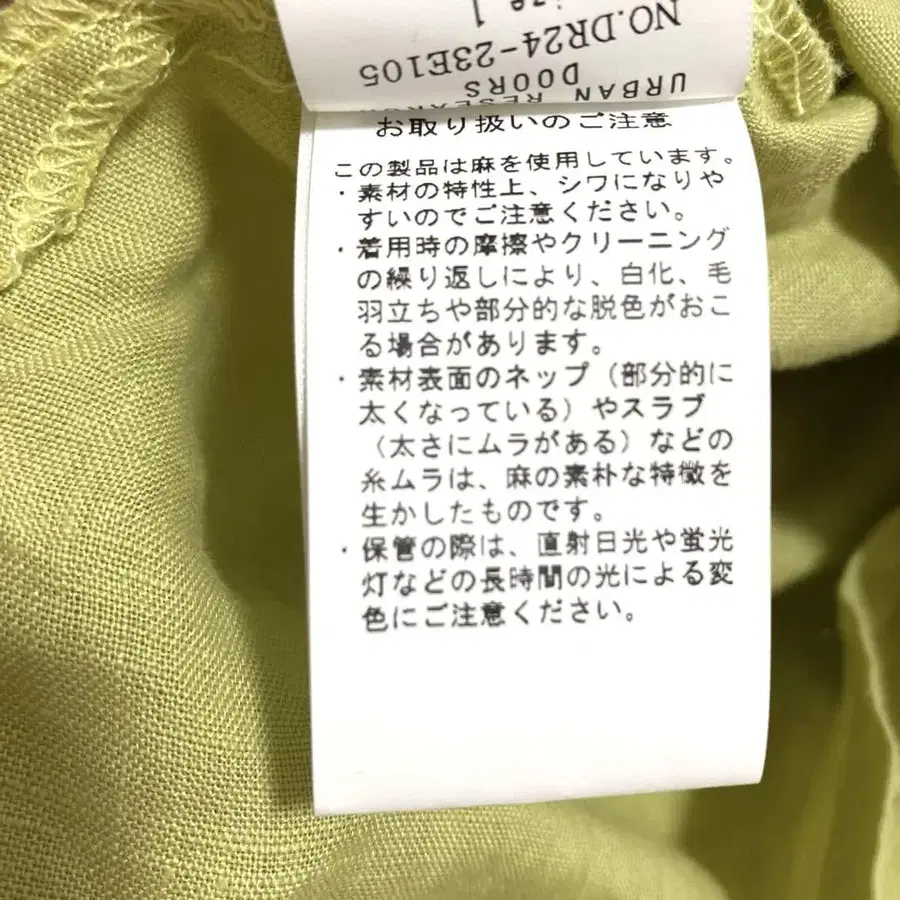 size 1
NO.DR24-23E105
DOORS
URBAN RESEARCH
お取り扱いのご注意
この製品は麻を使用しています。
・素材の特性上、シワになりや
すいのでご注意ください。
・着用時の摩擦やクリーニング
の繰り返しにより、白化、毛
羽立ちや部分的な脱色がおこ
る場合があります。
・素材表面のネップ（部分的に
太くなっている）やスラブ
（太さにムラがある）などの
糸ムラは、麻の素朴な特徴を
生かしたものです。
・保管の際は、直射日光や蛍光
灯などの長時間の光による変
色にご注意ください。